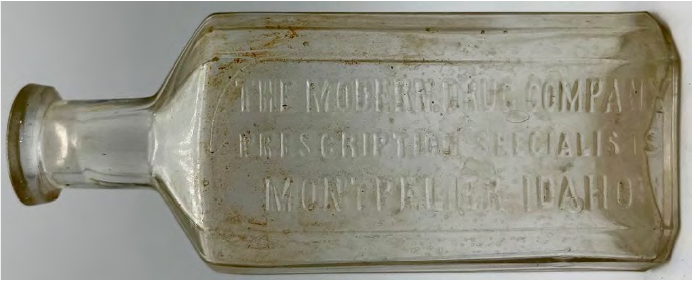 THE MODERN DRUG COMPANY
PRESCRIPTION SPECIALISTS
MONTPELIER IDAHO